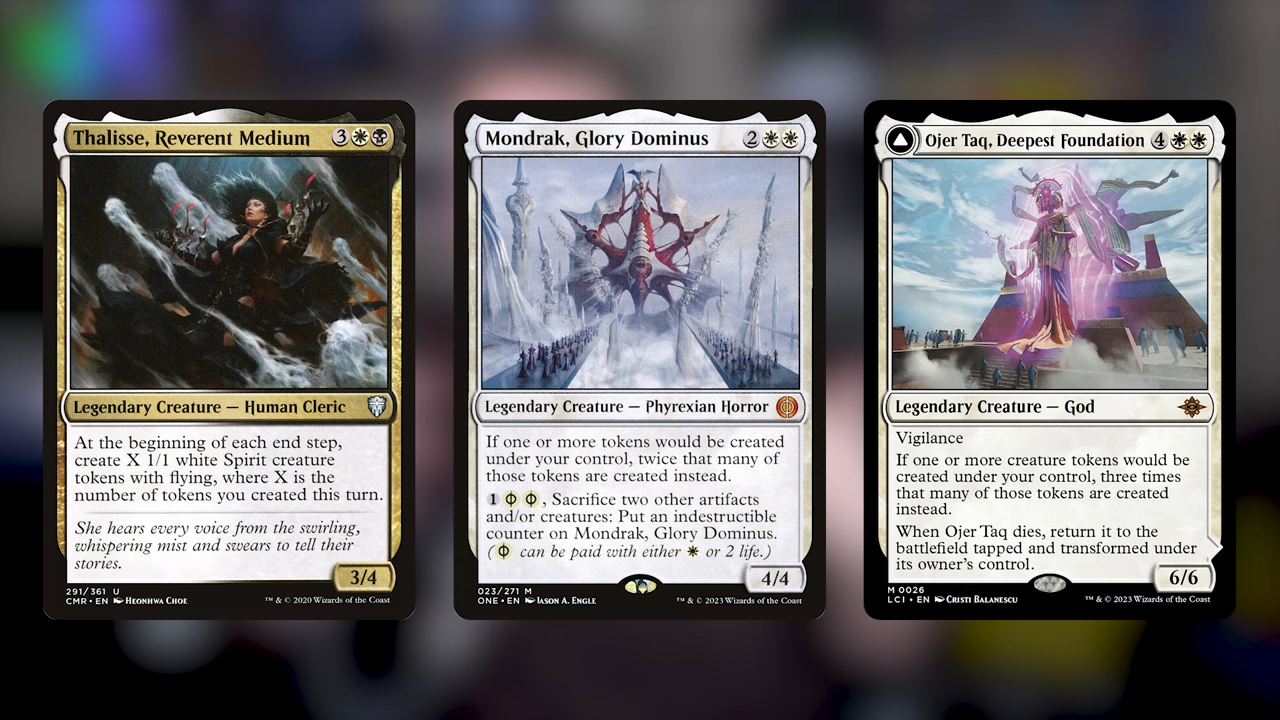 Thalisse, Reverent Medium 3
Legendary Creature — Human Cleric
At the beginning of each end step,
create X 1/1 white Spirit creature
tokens with flying, where X is the
number of tokens you created this turn.
She hears every voice from the swirling,
whispering mist and swears to tell their
stories.
3/4
291/361 U
CMR • EN Heonhwa Choe
™ & © 2020 Wizards of the Coast
Mondrak, Glory Dominus 2
Legendary Creature — Phyrexian Horror
If one or more tokens would be created
under your control, twice that many of
those tokens are created instead.
1 , Sacrifice two other artifacts
and/or creatures: Put an indestructible
counter on Mondrak, Glory Dominus.
( can be paid with either or 2 life.)
4/4
023/271 M
ONE • EN Jason A. Engle
™ & © 2023 Wizards of the Coast
Ojer Taq, Deepest Foundation 4
Legendary Creature — God
Vigilance
If one or more creature tokens would be
created under your control, three times
that many of those tokens are created
instead.
When Ojer Taq dies, return it to the
battlefield tapped and transformed under
its owner's control.
6/6
M 0026
LCI • EN Cristi Balanescu
™ & © 2023 Wizards of the Coast